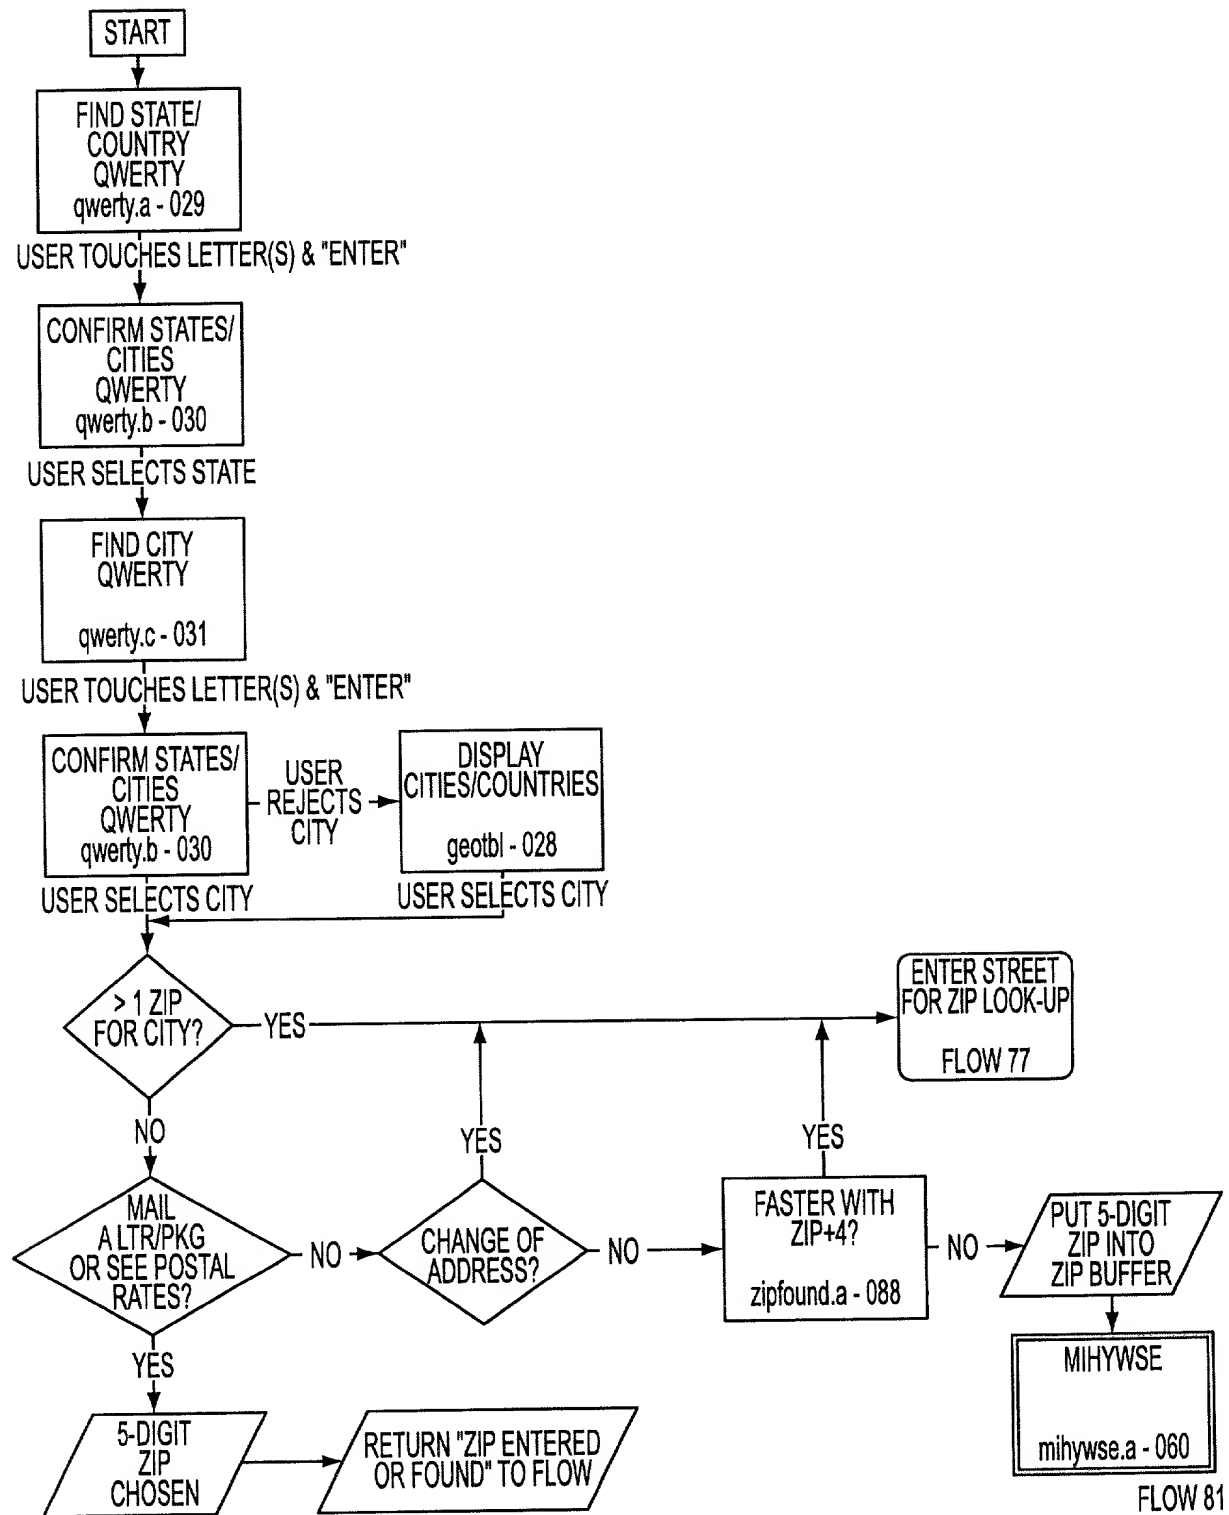 START
FIND STATE/
COUNTRY
QWERTY
qwerty.a - 029
USER TOUCHES LETTER(S) & "ENTER"
CONFIRM STATES/
CITIES
QWERTY
qwerty.b - 030
USER SELECTS STATE
FIND CITY
QWERTY
qwerty.c - 031
USER TOUCHES LETTER(S) & "ENTER"
CONFIRM STATES/
CITIES
QWERTY
qwerty.b - 030
USER
REJECTS
CITY
DISPLAY
CITIES/COUNTRIES
geotbl - 028
USER SELECTS CITY
USER SELECTS CITY
> 1 ZIP
FOR CITY?
YES
ENTER STREET
FOR ZIP LOOK-UP
FLOW 77
NO
YES
YES
MAIL
A LTR/PKG
OR SEE POSTAL
RATES?
NO
CHANGE OF
ADDRESS?
NO
FASTER WITH
ZIP+4?
zipfound.a - 088
NO
PUT 5-DIGIT
ZIP INTO
ZIP BUFFER
MIHYWSE
mihywse.a - 060
YES
5-DIGIT
ZIP
CHOSEN
RETURN "ZIP ENTERED
OR FOUND" TO FLOW
FLOW 81